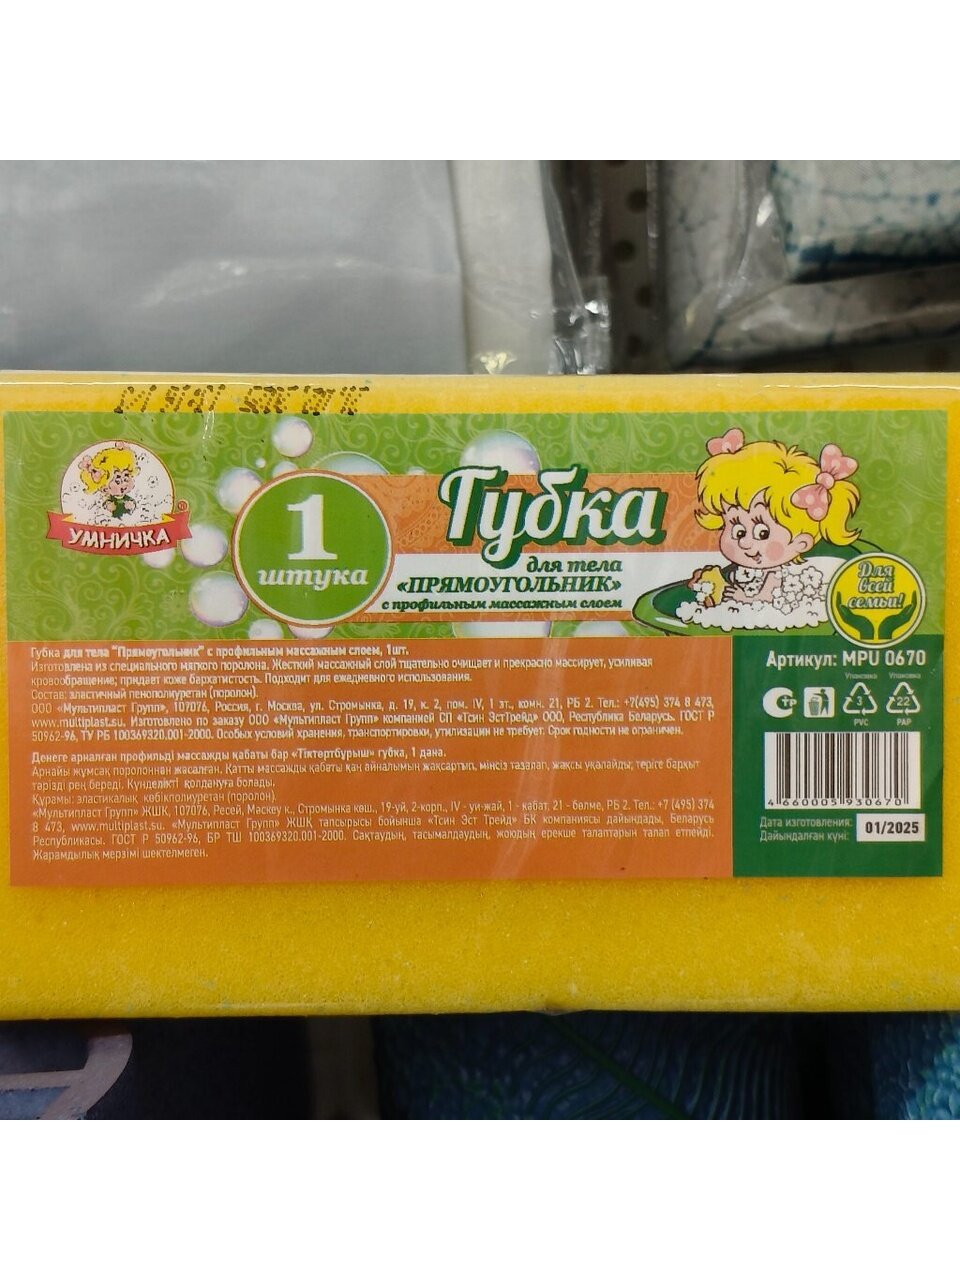 УМНИЧКА
1
штука
Губка
для тела
«ПРЯМОУГОЛЬНИК»
с профильным массажным слоем
Для
всей
семьи!
Губка для тела "Прямоугольник" с профильным массажным слоем, 1шт.
Изготовлена из специального мягкого поролона. Жесткий массажный слой тщательно очищает и прекрасно массирует, усиливая
кровообращение; придает коже бархатистость. Подходит для ежедневного использования.
Состав: эластичный пенополиуретан (поролон).
ООО «Мультипласт Групп», 107076, Россия, г. Москва, ул. Стромынка, д. 19, к. 2, пом. IV, 1 эт., комн. 21, РБ 2. Тел.: +7(495) 374 8 473,
www.multiplast.su. Изготовлено по заказу ООО «Мультипласт Групп» компанией СП «Тсин ЭстТрейд» ООО, Республика Беларусь. ГОСТ Р
50962-96, ТУ РБ 100369320.001-2000. Особых условий хранения, транспортировки, утилизации не требует. Срок годности не ограничен.
Денеге арналған профильді массажды қабаты бар «Тіктөртбұрыш» губка, 1 дана.
Арнайы жұмсақ поролоннан жасалған. Қатты массажды қабаты қан айналымын жақсартып, мінсіз тазалап, жақсы уқалайды; теріге барқыт
тәрізді рең береді. Күнделікті қолдануға болады.
Құрамы: эластикалық көбікполиуретан (поролон).
«Мультипласт Групп» ЖШҚ, 107076, Ресей, Мәскеу к., Стромынка көш., 19-үй, 2-корп., IV - үи-жай, 1 - қабат, 21 - бөлме, РБ 2. Тел.: +7 (495) 374
8 473, www.multiplast.su. «Мультипласт Групп» ЖШҚ тапсырысы бойынша «Тсин Эст Трейд» БК компаниясы дайындады, Беларусь
Республикасы. ГОСТ Р 50962-96, БР ТШ 100369320.001-2000. Сақтаудың, тасымалдаудың, жоюдың ерекше талаптарын талап етпейді.
Жарамдылық мерзімі шектелмеген.
Артикул: MPU 0670
Упаковка Упаковка
3 22
PVC PAP
4 660005 930670
Дата изготовления:
Дайындалған күні:
01/2025